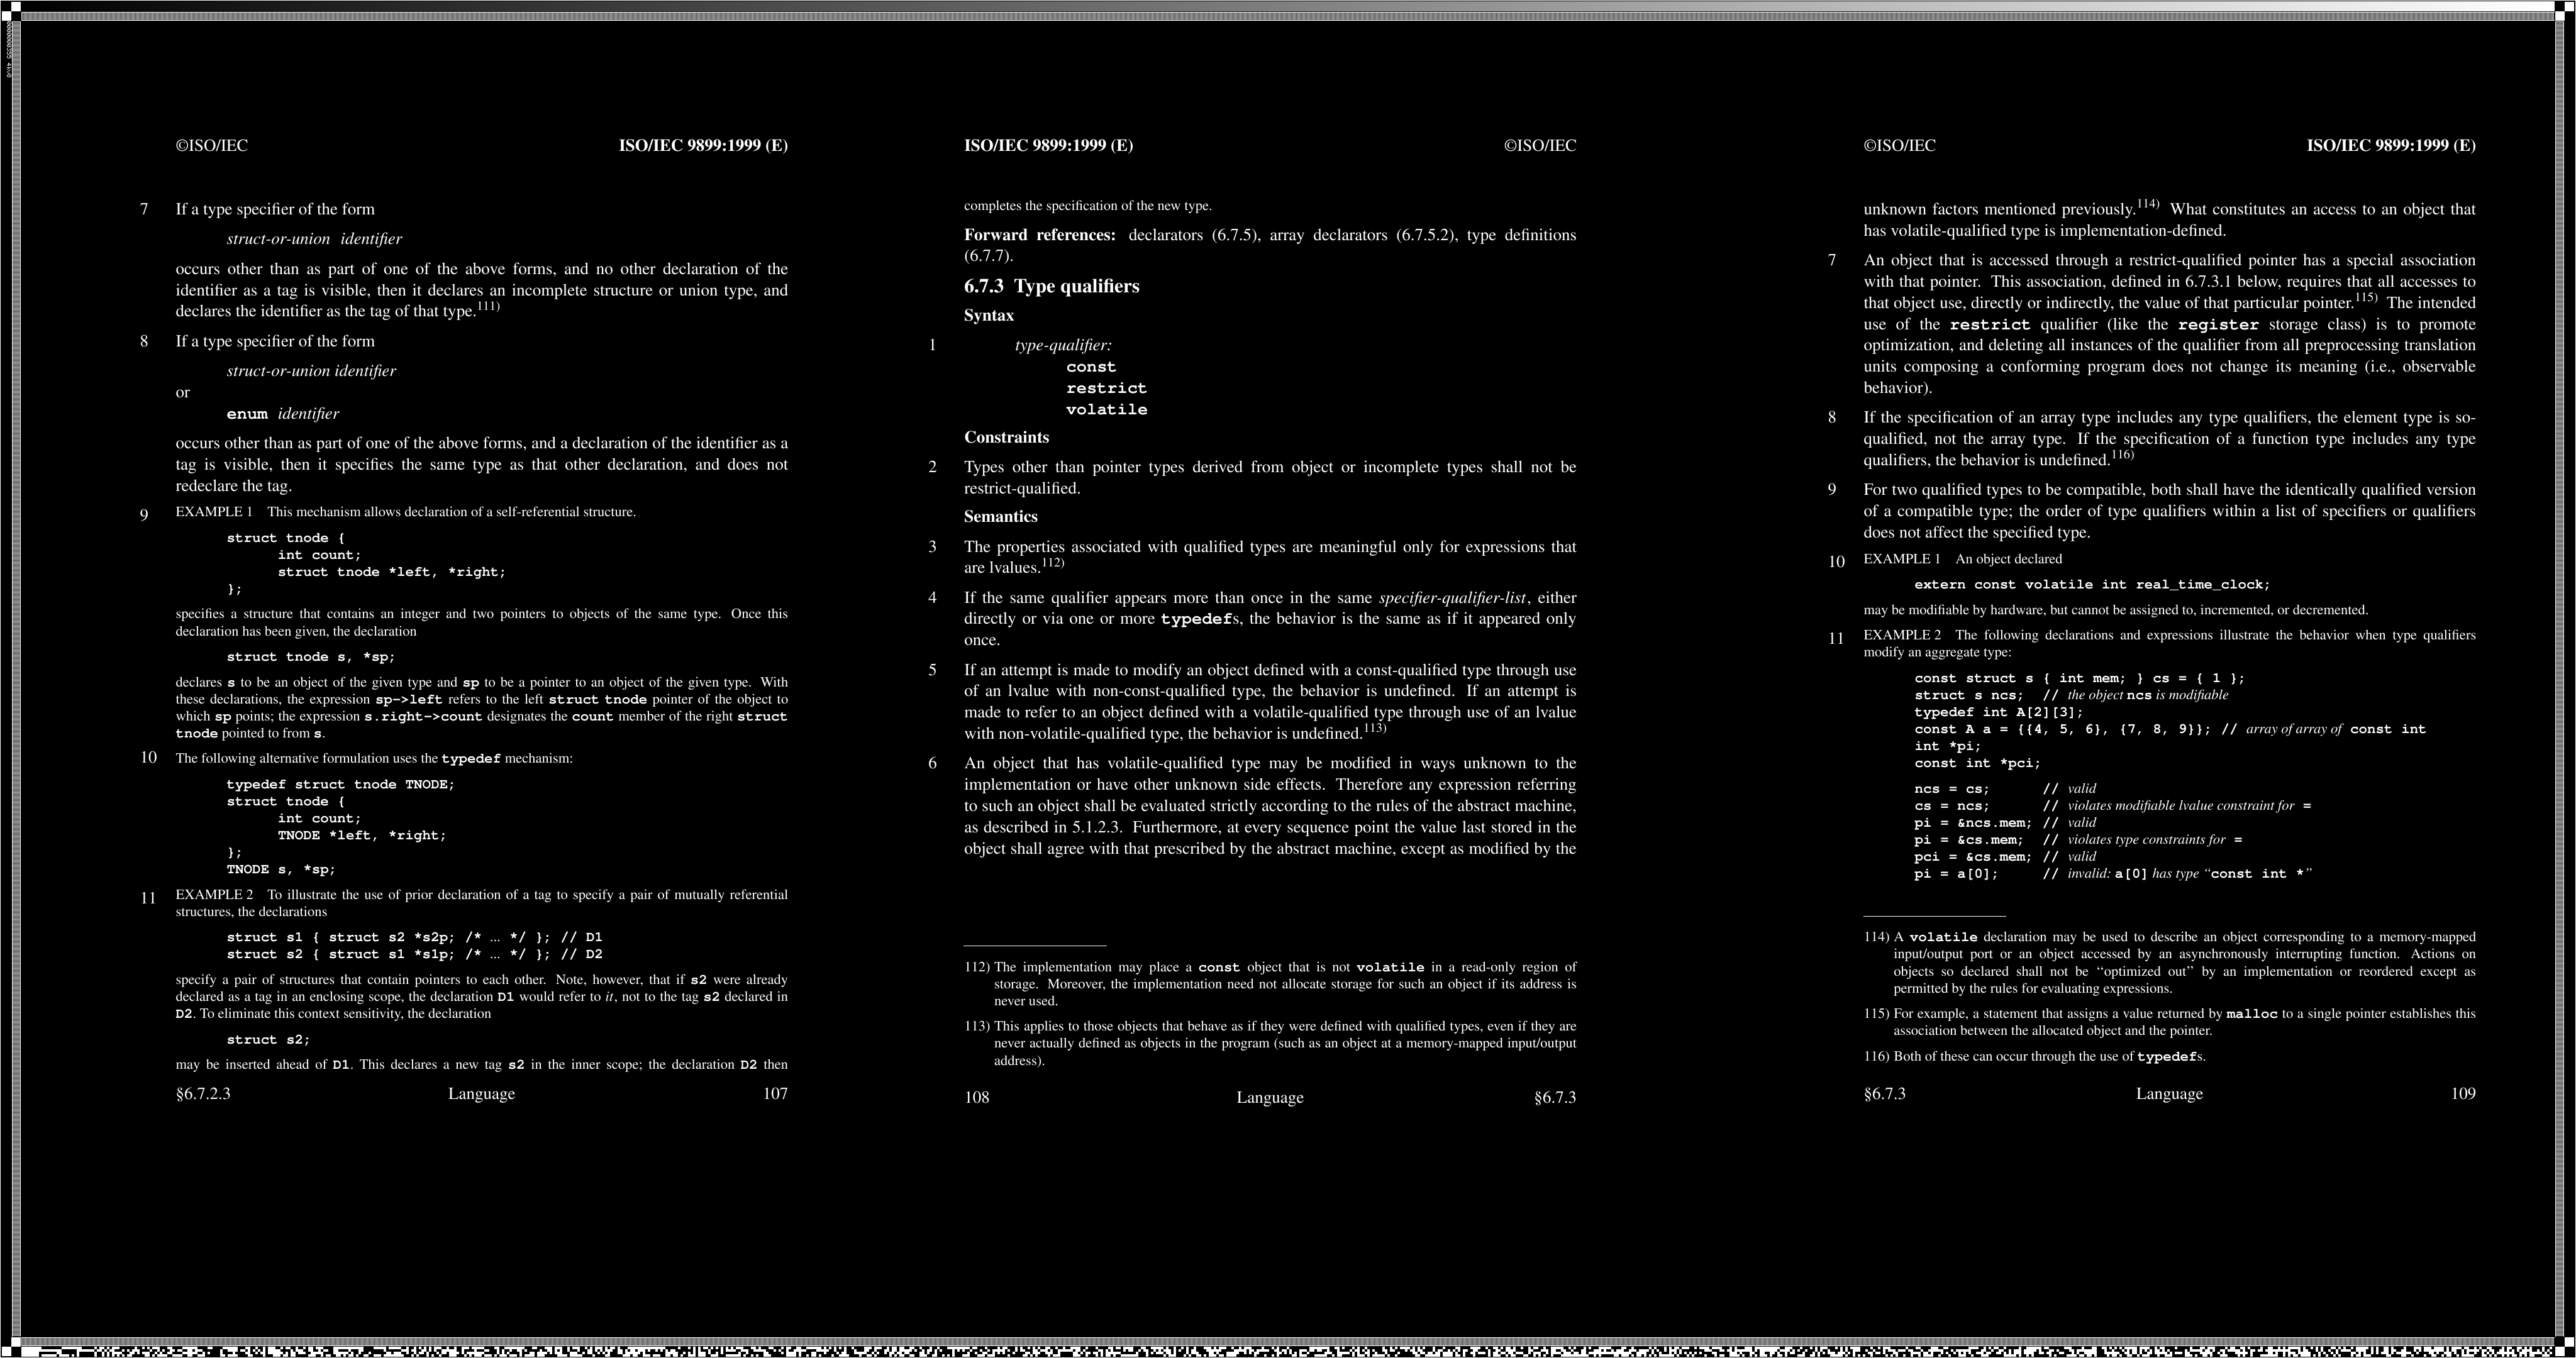 ©ISO/IEC ISO/IEC 9899:1999 (E)
7 If a type specifier of the form
struct-or-union identifier
occurs other than as part of one of the above forms, and no other declaration of the
identifier as a tag is visible, then it declares an incomplete structure or union type, and
declares the identifier as the tag of that type.111)
8 If a type specifier of the form
struct-or-union identifier
or
enum identifier
occurs other than as part of one of the above forms, and a declaration of the identifier as a
tag is visible, then it specifies the same type as that other declaration, and does not
redeclare the tag.
9 EXAMPLE 1 This mechanism allows declaration of a self-referential structure.
struct tnode {
int count;
struct tnode *left, *right;
};
specifies a structure that contains an integer and two pointers to objects of the same type. Once this
declaration has been given, the declaration
struct tnode s, *sp;
declares s to be an object of the given type and sp to be a pointer to an object of the given type. With
these declarations, the expression sp->left refers to the left struct tnode pointer of the object to
which sp points; the expression s.right->count designates the count member of the right struct
tnode pointed to from s.
10 The following alternative formulation uses the typedef mechanism:
typedef struct tnode TNODE;
struct tnode {
int count;
TNODE *left, *right;
};
TNODE s, *sp;
11 EXAMPLE 2 To illustrate the use of prior declaration of a tag to specify a pair of mutually referential
structures, the declarations
struct s1 { struct s2 *s2p; /* ... */ }; // D1
struct s2 { struct s1 *s1p; /* ... */ }; // D2
specify a pair of structures that contain pointers to each other. Note, however, that if s2 were already
declared as a tag in an enclosing scope, the declaration D1 would refer to it, not to the tag s2 declared in
D2. To eliminate this context sensitivity, the declaration
struct s2;
may be inserted ahead of D1. This declares a new tag s2 in the inner scope; the declaration D2 then
§6.7.2.3 Language 107
ISO/IEC 9899:1999 (E) ©ISO/IEC
completes the specification of the new type.
Forward references: declarators (6.7.5), array declarators (6.7.5.2), type definitions
(6.7.7).
6.7.3 Type qualifiers
Syntax
1 type-qualifier:
const
restrict
volatile
Constraints
2 Types other than pointer types derived from object or incomplete types shall not be
restrict-qualified.
Semantics
3 The properties associated with qualified types are meaningful only for expressions that
are lvalues.112)
4 If the same qualifier appears more than once in the same specifier-qualifier-list, either
directly or via one or more typedefs, the behavior is the same as if it appeared only
once.
5 If an attempt is made to modify an object defined with a const-qualified type through use
of an lvalue with non-const-qualified type, the behavior is undefined. If an attempt is
made to refer to an object defined with a volatile-qualified type through use of an lvalue
with non-volatile-qualified type, the behavior is undefined.113)
6 An object that has volatile-qualified type may be modified in ways unknown to the
implementation or have other unknown side effects. Therefore any expression referring
to such an object shall be evaluated strictly according to the rules of the abstract machine,
as described in 5.1.2.3. Furthermore, at every sequence point the value last stored in the
object shall agree with that prescribed by the abstract machine, except as modified by the
112) The implementation may place a const object that is not volatile in a read-only region of
storage. Moreover, the implementation need not allocate storage for such an object if its address is
never used.
113) This applies to those objects that behave as if they were defined with qualified types, even if they are
never actually defined as objects in the program (such as an object at a memory-mapped input/output
address).
108 Language §6.7.3
©ISO/IEC ISO/IEC 9899:1999 (E)
unknown factors mentioned previously.114) What constitutes an access to an object that
has volatile-qualified type is implementation-defined.
7 An object that is accessed through a restrict-qualified pointer has a special association
with that pointer. This association, defined in 6.7.3.1 below, requires that all accesses to
that object use, directly or indirectly, the value of that particular pointer.115) The intended
use of the restrict qualifier (like the register storage class) is to promote
optimization, and deleting all instances of the qualifier from all preprocessing translation
units composing a conforming program does not change its meaning (i.e., observable
behavior).
8 If the specification of an array type includes any type qualifiers, the element type is so-
qualified, not the array type. If the specification of a function type includes any type
qualifiers, the behavior is undefined.116)
9 For two qualified types to be compatible, both shall have the identically qualified version
of a compatible type; the order of type qualifiers within a list of specifiers or qualifiers
does not affect the specified type.
10 EXAMPLE 1 An object declared
extern const volatile int real_time_clock;
may be modifiable by hardware, but cannot be assigned to, incremented, or decremented.
11 EXAMPLE 2 The following declarations and expressions illustrate the behavior when type qualifiers
modify an aggregate type:
const struct s { int mem; } cs = { 1 };
struct s ncs; // the object ncs is modifiable
typedef int A[2][3];
const A a = {{4, 5, 6}, {7, 8, 9}}; // array of array of const int
int *pi;
const int *pci;
ncs = cs; // valid
cs = ncs; // violates modifiable lvalue constraint for =
pi = &ncs.mem; // valid
pi = &cs.mem; // violates type constraints for =
pci = &cs.mem; // valid
pi = a[0]; // invalid: a[0] has type “const int *”
114) A volatile declaration may be used to describe an object corresponding to a memory-mapped
input/output port or an object accessed by an asynchronously interrupting function. Actions on
objects so declared shall not be “optimized out” by an implementation or reordered except as
permitted by the rules for evaluating expressions.
115) For example, a statement that assigns a value returned by malloc to a single pointer establishes this
association between the allocated object and the pointer.
116) Both of these can occur through the use of typedefs.
§6.7.3 Language 109